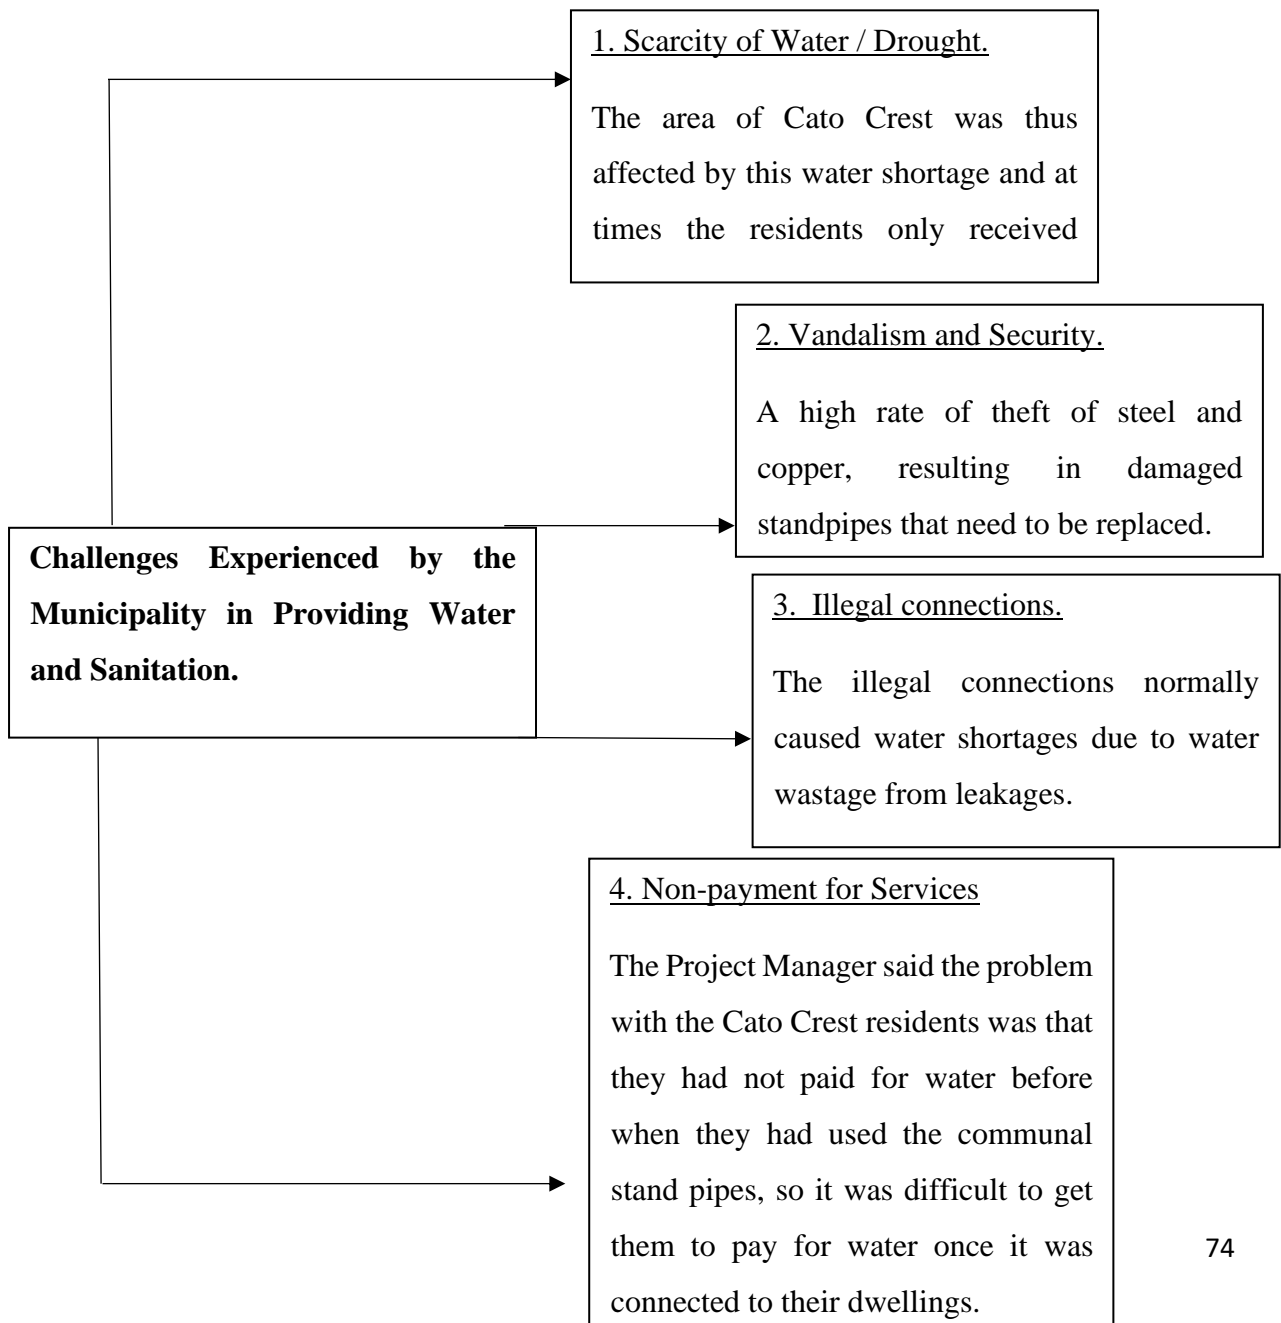 1. Scarcity of Water / Drought.
The area of Cato Crest was thus
affected by this water shortage and at
times the residents only received
2. Vandalism and Security.
A high rate of theft of steel and
copper, resulting in damaged
standpipes that need to be replaced.
Challenges Experienced by the
Municipality in Providing Water
and Sanitation.
3. Illegal connections.
The illegal connections normally
caused water shortages due to water
wastage from leakages.
4. Non-payment for Services
The Project Manager said the problem
with the Cato Crest residents was that
they had not paid for water before
when they had used the communal
stand pipes, so it was difficult to get
them to pay for water once it was
connected to their dwellings.
74